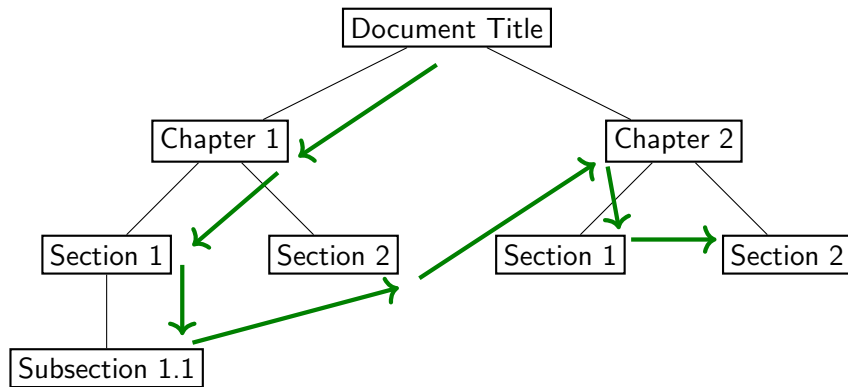 Document Title
Chapter 1
Chapter 2
Section 1
Section 2
Section 1
Section 2
Subsection 1.1